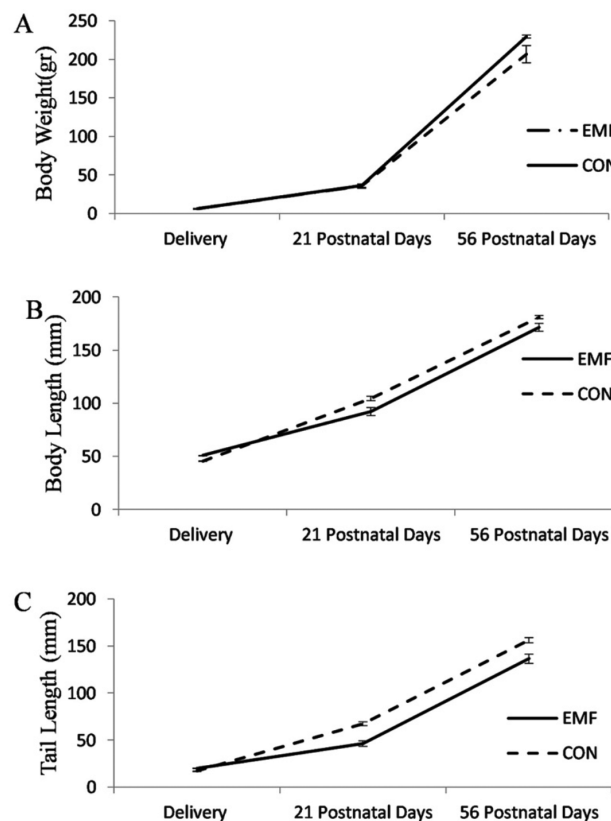 A
Body Weight(gr)
250
200
150
100
50
0
EMF
CON
Delivery 21 Postnatal Days 56 Postnatal Days
B
Body Length (mm)
200
150
100
50
0
EMF
CON
Delivery 21 Postnatal Days 56 Postnatal Days
C
Tail Length (mm)
200
150
100
50
0
EMF
CON
Delivery 21 Postnatal Days 56 Postnatal Days